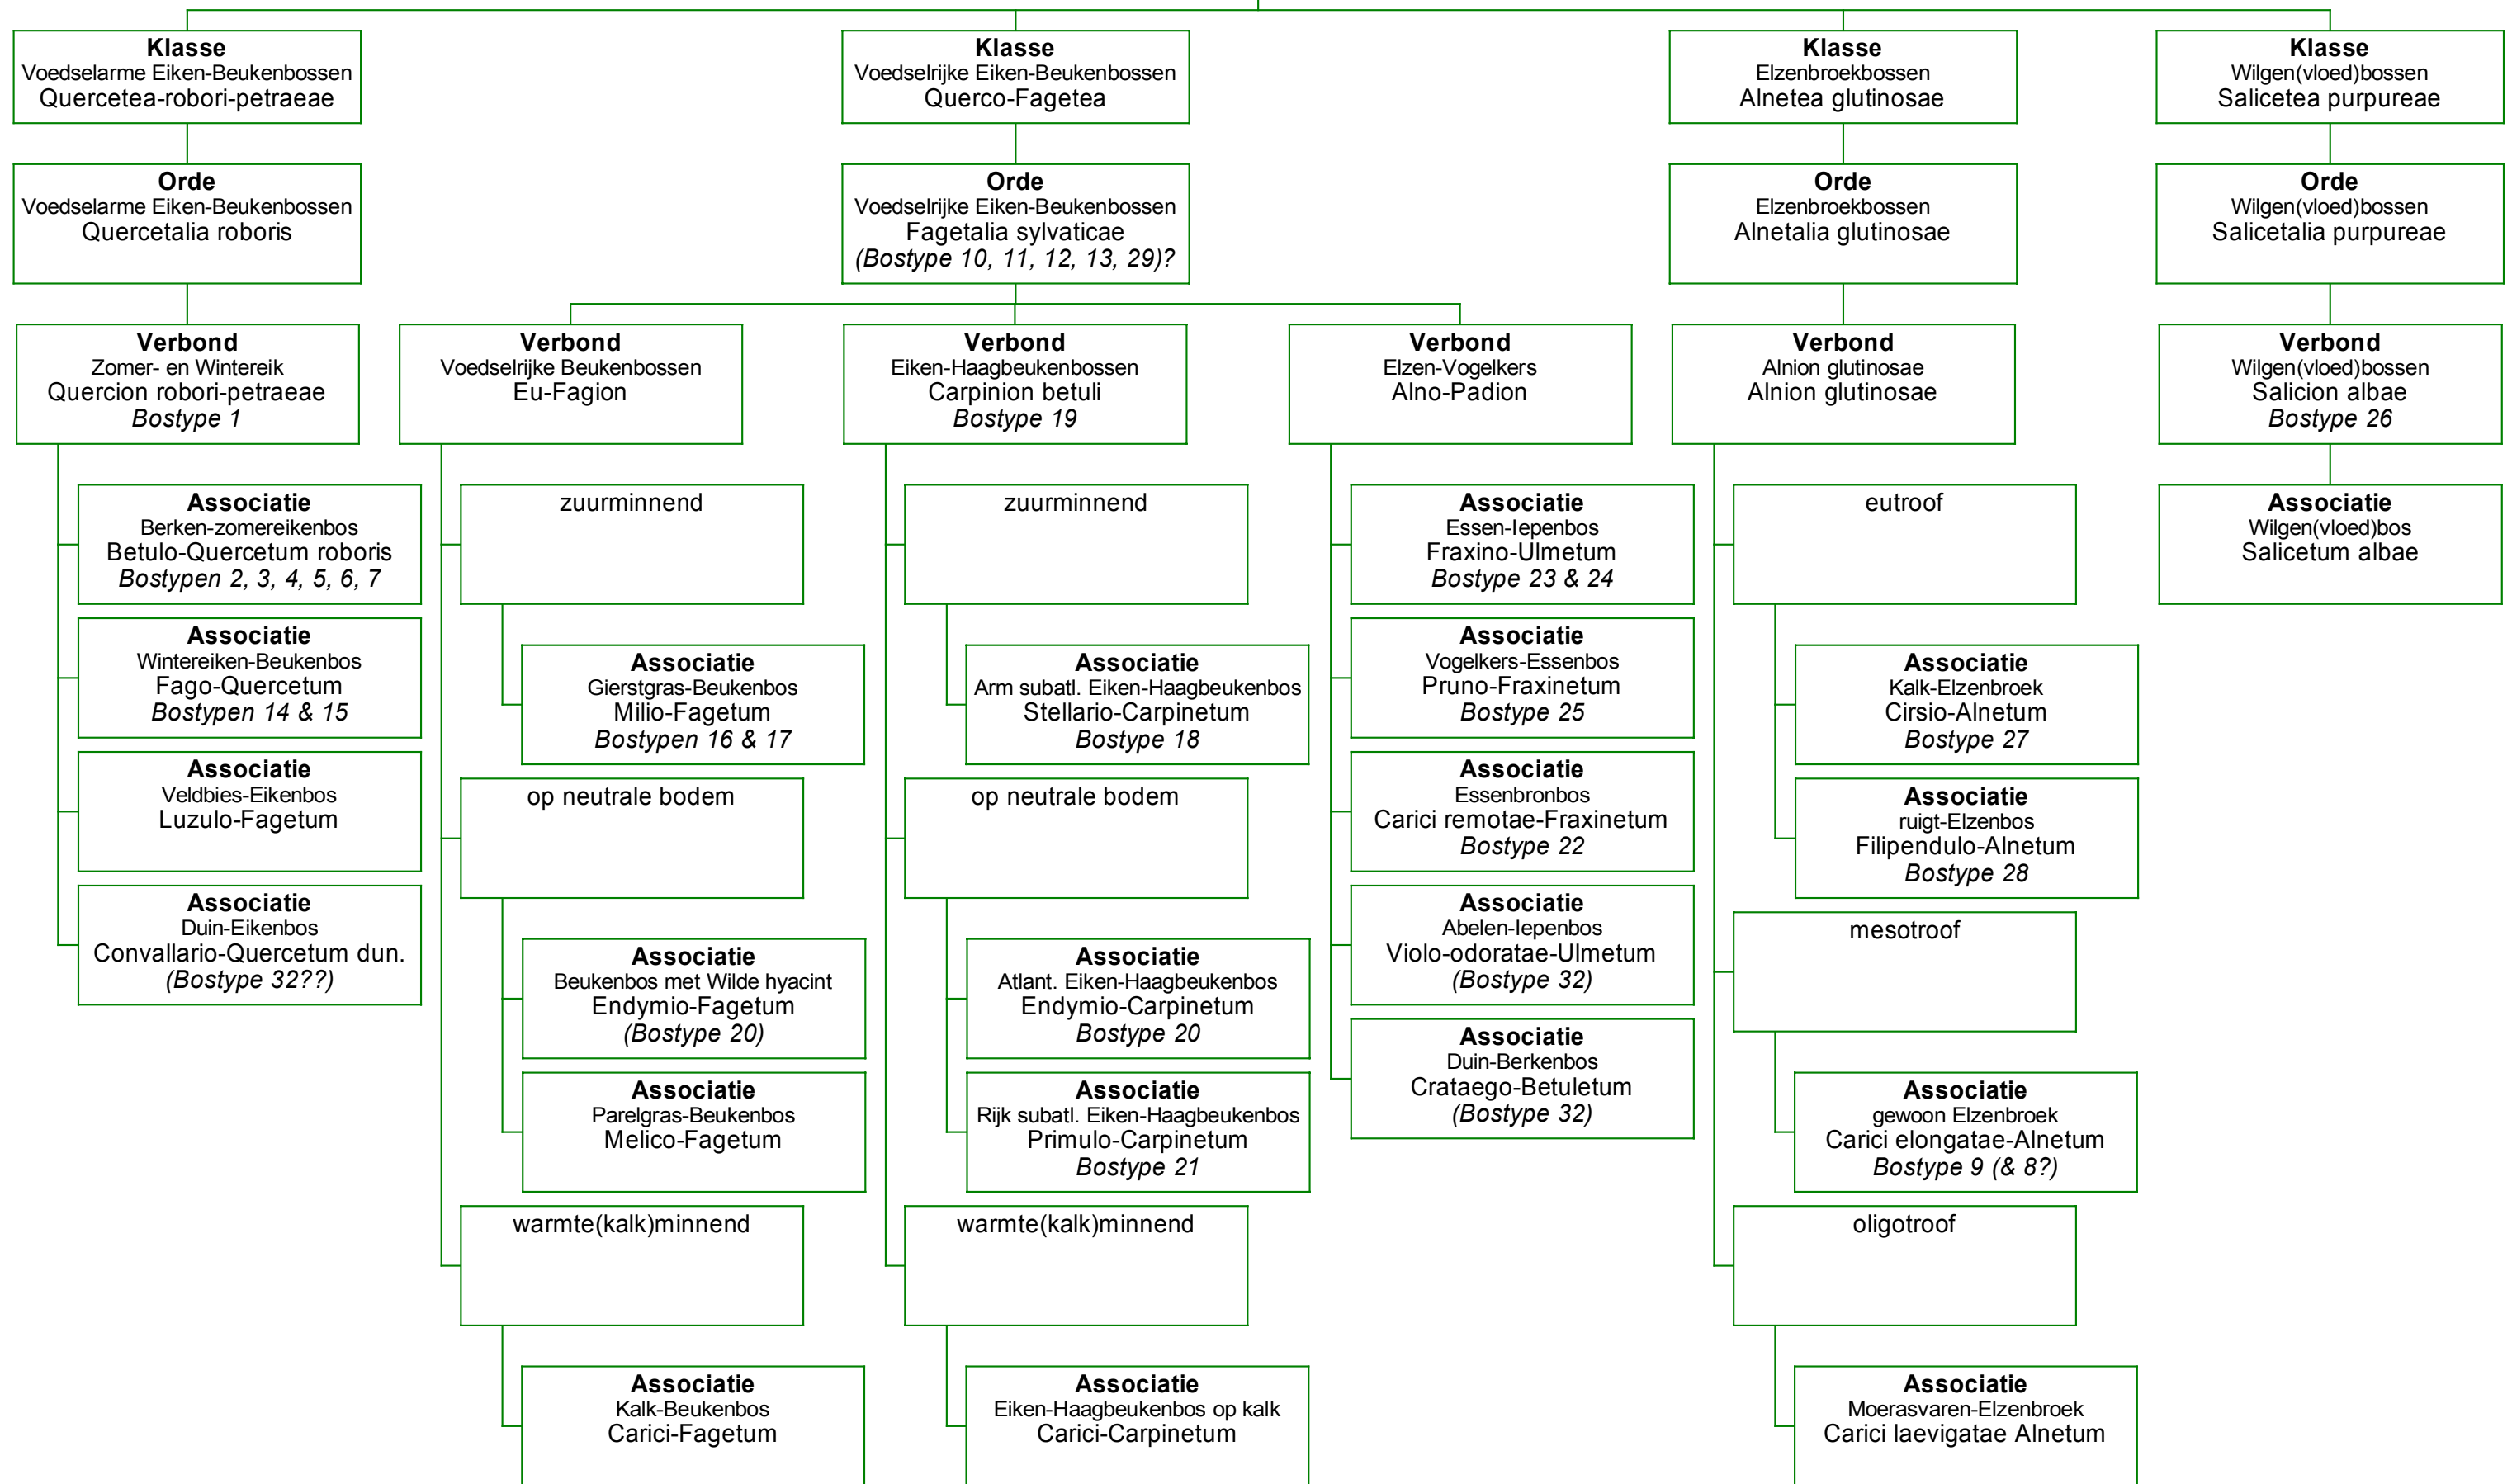 Klasse
Voedselarme Eiken-Beukenbossen
Quercetea-robori-petraeae
Klasse
Voedselrijke Eiken-Beukenbossen
Querco-Fagetea
Klasse
Elzenbroekbossen
Alnetea glutinosae
Klasse
Wilgen(vloed)bossen
Salicetea purpureae
Orde
Voedselarme Eiken-Beukenbossen
Quercetalia roboris
Orde
Voedselrijke Eiken-Beukenbossen
Fagetalia sylvaticae
(Bostype 10, 11, 12, 13, 29)?
Orde
Elzenbroekbossen
Alnetalia glutinosae
Orde
Wilgen(vloed)bossen
Salicetalia purpureae
Verbond
Zomer- en Wintereik
Quercion robori-petraeae
Bostype 1
Verbond
Voedselrijke Beukenbossen
Eu-Fagion
Verbond
Eiken-Haagbeukenbossen
Carpinion betuli
Bostype 19
Verbond
Elzen-Vogelkers
Alno-Padion
Verbond
Alnion glutinosae
Alnion glutinosae
Verbond
Wilgen(vloed)bossen
Salicion albae
Bostype 26
Associatie
Berken-zomereikenbos
Betulo-Quercetum roboris
Bostypen 2, 3, 4, 5, 6, 7
Associatie
Wintereiken-Beukenbos
Fago-Quercetum
Bostypen 14 & 15
Associatie
Veldbies-Eikenbos
Luzulo-Fagetum
Associatie
Duin-Eikenbos
Convallario-Quercetum dun.
(Bostype 32??)
zuurminnend
Associatie
Gierstgras-Beukenbos
Milio-Fagetum
Bostypen 16 & 17
op neutrale bodem
Associatie
Beukenbos met Wilde hyacint
Endymio-Fagetum
(Bostype 20)
Associatie
Parelgras-Beukenbos
Melico-Fagetum
warmte(kalk)minnend
Associatie
Kalk-Beukenbos
Carici-Fagetum
zuurminnend
Associatie
Arm subatl. Eiken-Haagbeukenbos
Stellario-Carpinetum
Bostype 18
op neutrale bodem
Associatie
Atlant. Eiken-Haagbeukenbos
Endymio-Carpinetum
Bostype 20
Associatie
Rijk subatl. Eiken-Haagbeukenbos
Primulo-Carpinetum
Bostype 21
warmte(kalk)minnend
Associatie
Eiken-Haagbeukenbos op kalk
Carici-Carpinetum
Associatie
Essen-Iepenbos
Fraxino-Ulmetum
Bostype 23 & 24
Associatie
Vogelkers-Essenbos
Pruno-Fraxinetum
Bostype 25
Associatie
Essenbronbos
Carici remotae-Fraxinetum
Bostype 22
Associatie
Abelen-Iepenbos
Violo-odoratae-Ulmetum
(Bostype 32)
Associatie
Duin-Berkenbos
Crataego-Betuletum
(Bostype 32)
eutroof
Associatie
Kalk-Elzenbroek
Cirsio-Alnetum
Bostype 27
Associatie
ruigt-Elzenbos
Filipendulo-Alnetum
Bostype 28
mesotroof
Associatie
gewoon Elzenbroek
Carici elongatae-Alnetum
Bostype 9 (& 8?)
oligotroof
Associatie
Moerasvaren-Elzenbroek
Carici laevigatae Alnetum
Associatie
Wilgen(vloed)bos
Salicetum albae